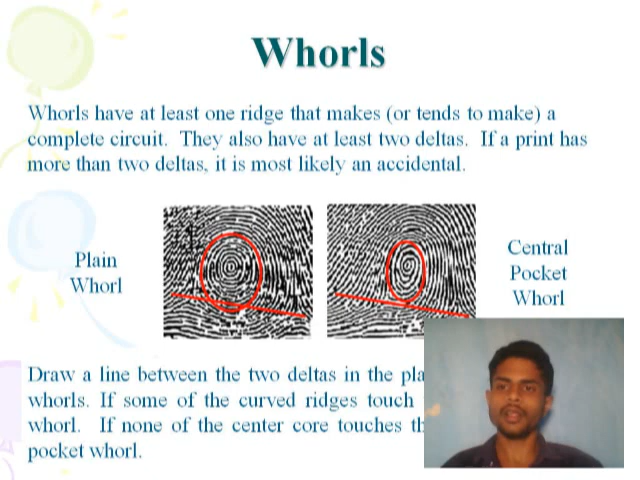 Whorls
Whorls have at least one ridge that makes (or tends to make) a
complete circuit. They also have at least two deltas. If a print has
more than two deltas, it is most likely an accidental.
Plain
Whorl
Central
Pocket
Whorl
Draw a line between the two deltas in the
whorls. If some of the curved ridges touch
whorl. If none of the center core touches
pocket whorl.